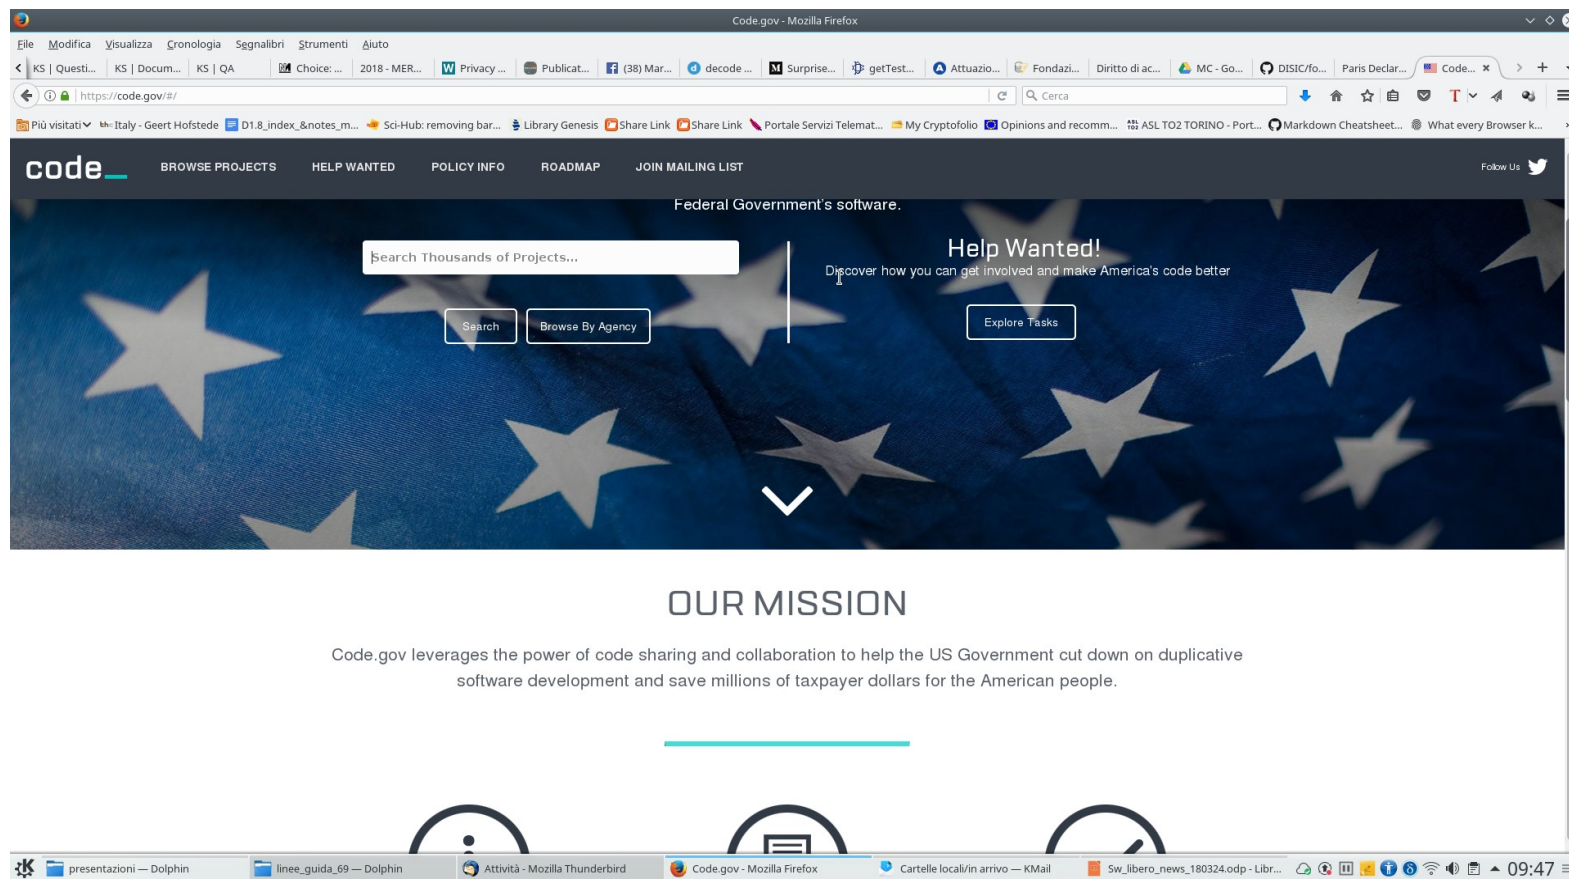 Code.gov - Mozilla Firefox
File Modifica Visualizza Cronologia Segnalibri Strumenti Aiuto
KS | Questi... KS | Docum... KS | QA Choice: ... 2018 - MER... Privacy ... Publicat... (38) Mar... decode ... Surprise... getTest... Attuazio... Fondazi... Diritto di ac... MC - Go... DISIC/fo... Paris Declar... Code...
https://code.gov/#/ Cerca
Più visitati Italy - Geert Hofstede D1.8_index_&notes_m... Sci-Hub: removing bar... Library Genesis Share Link Share Link Portale Servizi Telemat... My Cryptofolio Opinions and recomm... ASL TO2 TORINO - Port... Markdown Cheatsheet... What every Browser k...
code_ BROWSE PROJECTS HELP WANTED POLICY INFO ROADMAP JOIN MAILING LIST Follow Us
Federal Government's software.
Search Thousands of Projects...
Search Browse By Agency
Help Wanted!
Discover how you can get involved and make America's code better
Explore Tasks
OUR MISSION
Code.gov leverages the power of code sharing and collaboration to help the US Government cut down on duplicative
software development and save millions of taxpayer dollars for the American people.
presentazioni — Dolphin linee_guida_69 — Dolphin Attività - Mozilla Thunderbird Code.gov - Mozilla Firefox Cartelle locali/in arrivo — KMail Sw_libero_news_180324.odp - Libr... 09:47